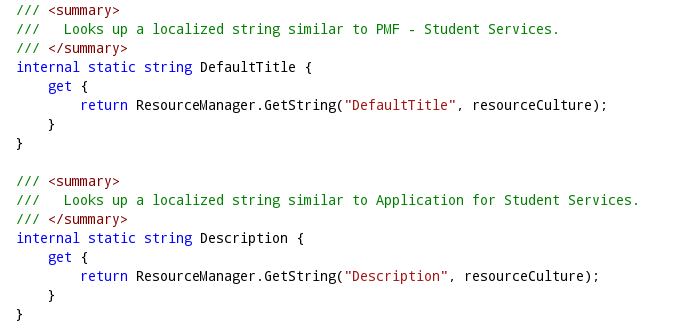 /// <summary>
///   Looks up a localized string similar to PMF - Student Services.
/// </summary>
internal static string DefaultTitle {
    get {
        return ResourceManager.GetString("DefaultTitle", resourceCulture);
    }
}

/// <summary>
///   Looks up a localized string similar to Application for Student Services.
/// </summary>
internal static string Description {
    get {
        return ResourceManager.GetString("Description", resourceCulture);
    }
}